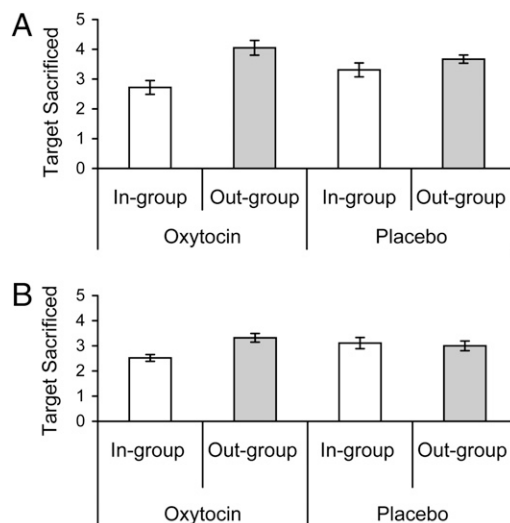 A
Target Sacrificed
5
4
3
2
1
0
In-group Out-group In-group Out-group
Oxytocin Placebo
B
Target Sacrificed
5
4
3
2
1
0
In-group Out-group In-group Out-group
Oxytocin Placebo